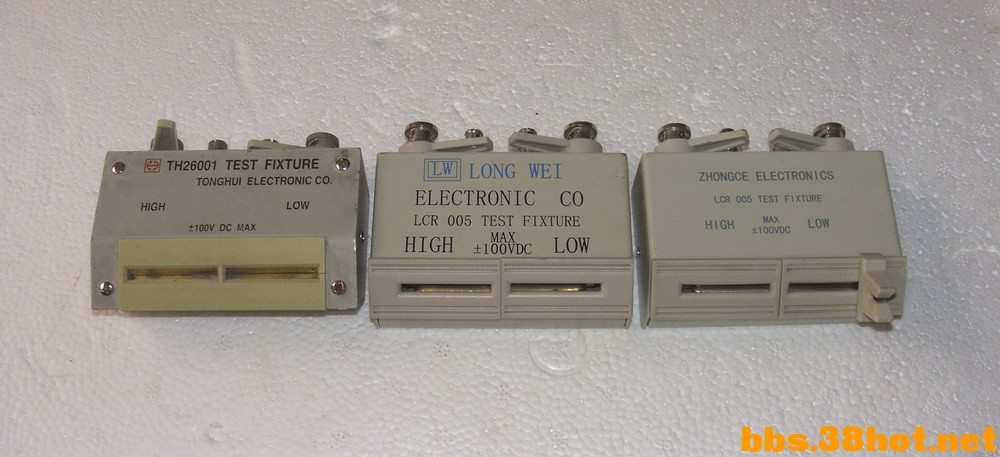 TH26001 TEST FIXTURE
TONGHUI ELECTRONIC CO.
HIGH LOW
±100V DC MAX
LW LONG WEI
ELECTRONIC CO
LCR 005 TEST FIXTURE
HIGH MAX ±100VDC LOW
ZHONGCE ELECTRONICS
LCR 005 TEST FIXTURE
HIGH MAX ±100VDC LOW
bbs.38hot.net